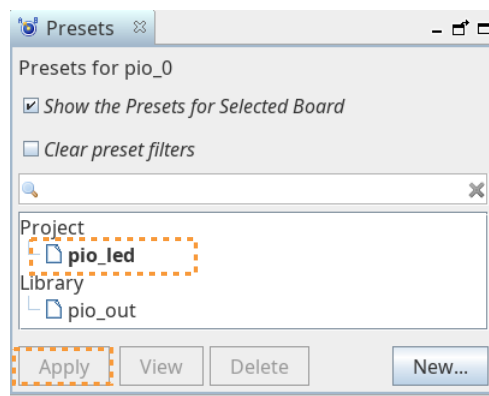 Presets
Presets for pio_0
Show the Presets for Selected Board
Clear preset filters
Project
pio_led
Library
pio_out
Apply View Delete New...